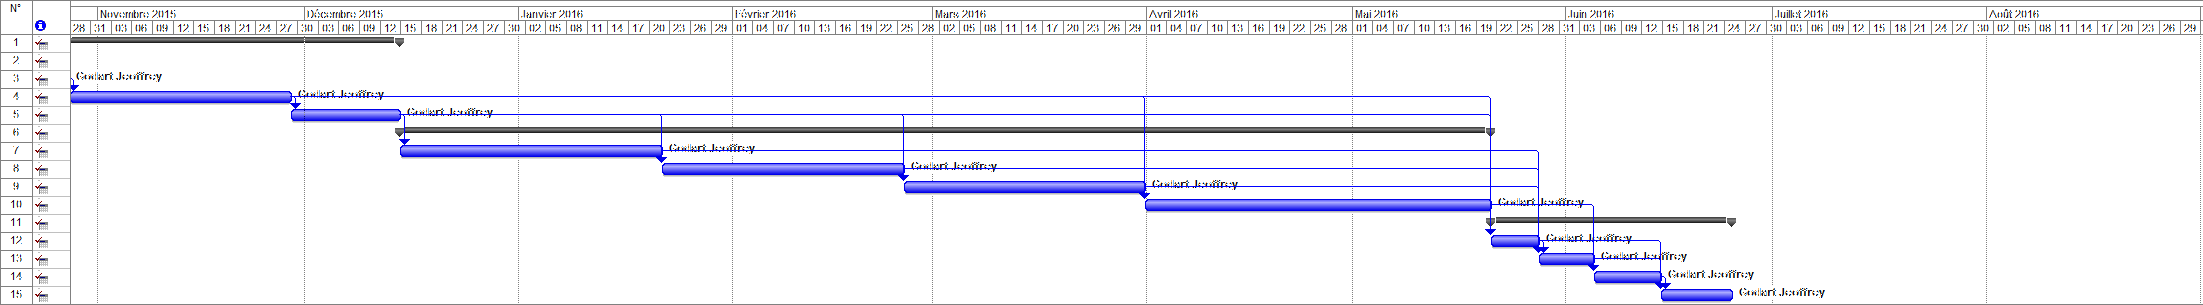 N°
Novembre 2015 Décembre 2015 Janvier 2016 Février 2016 Mars 2016 Avril 2016 Mai 2016 Juin 2016 Juillet 2016 Août 2016
28 31 03 06 09 12 15 18 21 24 27 30 03 06 09 12 15 18 21 24 27 30 02 05 08 11 14 17 20 23 26 29 01 04 07 10 13 16 19 22 25 28 02 05 08 11 14 17 20 23 26 29 01 04 07 10 13 16 19 22 25 28 01 04 07 10 13 16 19 22 25 28 31 03 06 09 12 15 18 21 24 27 30 03 06 09 12 15 18 21 24 27 30 02 05 08 11 14 17 20 23 26 29
1
2
3 Godart Jeoffrey
4 Godart Jeoffrey
5 Godart Jeoffrey
6
7 Godart Jeoffrey
8 Godart Jeoffrey
9 Godart Jeoffrey
10 Godart Jeoffrey
11
12 Godart Jeoffrey
13 Godart Jeoffrey
14 Godart Jeoffrey
15 Godart Jeoffrey